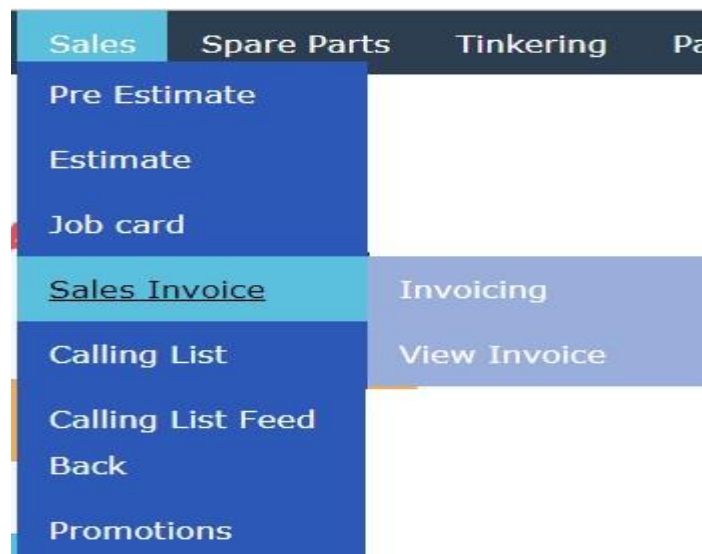 Sales Spare Parts Tinkering Pa
Pre Estimate
Estimate
Job card
Sales Invoice Invoicing
Calling List View Invoice
Calling List Feed
Back
Promotions